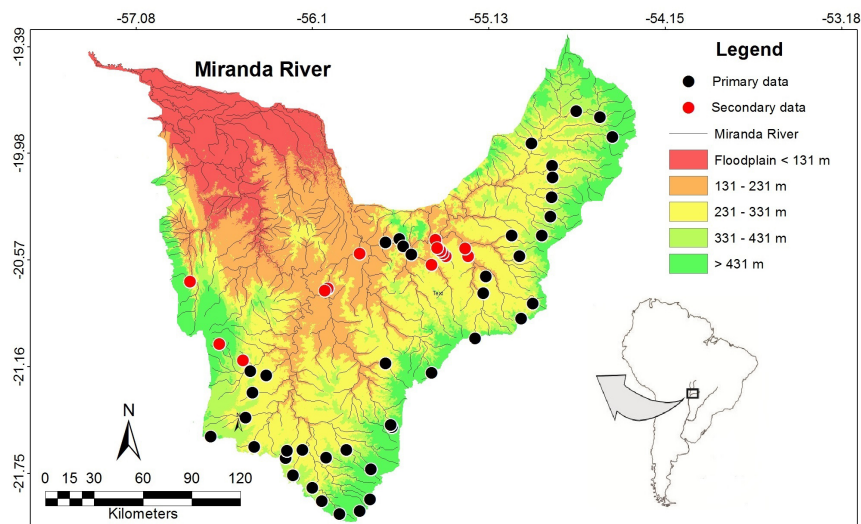 -57.08 -56.1 -55.13 -54.15 -53.18
-19.39
-19.98
-20.57
-21.16
-21.75
Miranda River
Legend
Primary data
Secondary data
Miranda River
Floodplain < 131 m
131 - 231 m
231 - 331 m
331 - 431 m
> 431 m
N
0 15 30 60 90 120
Kilometers